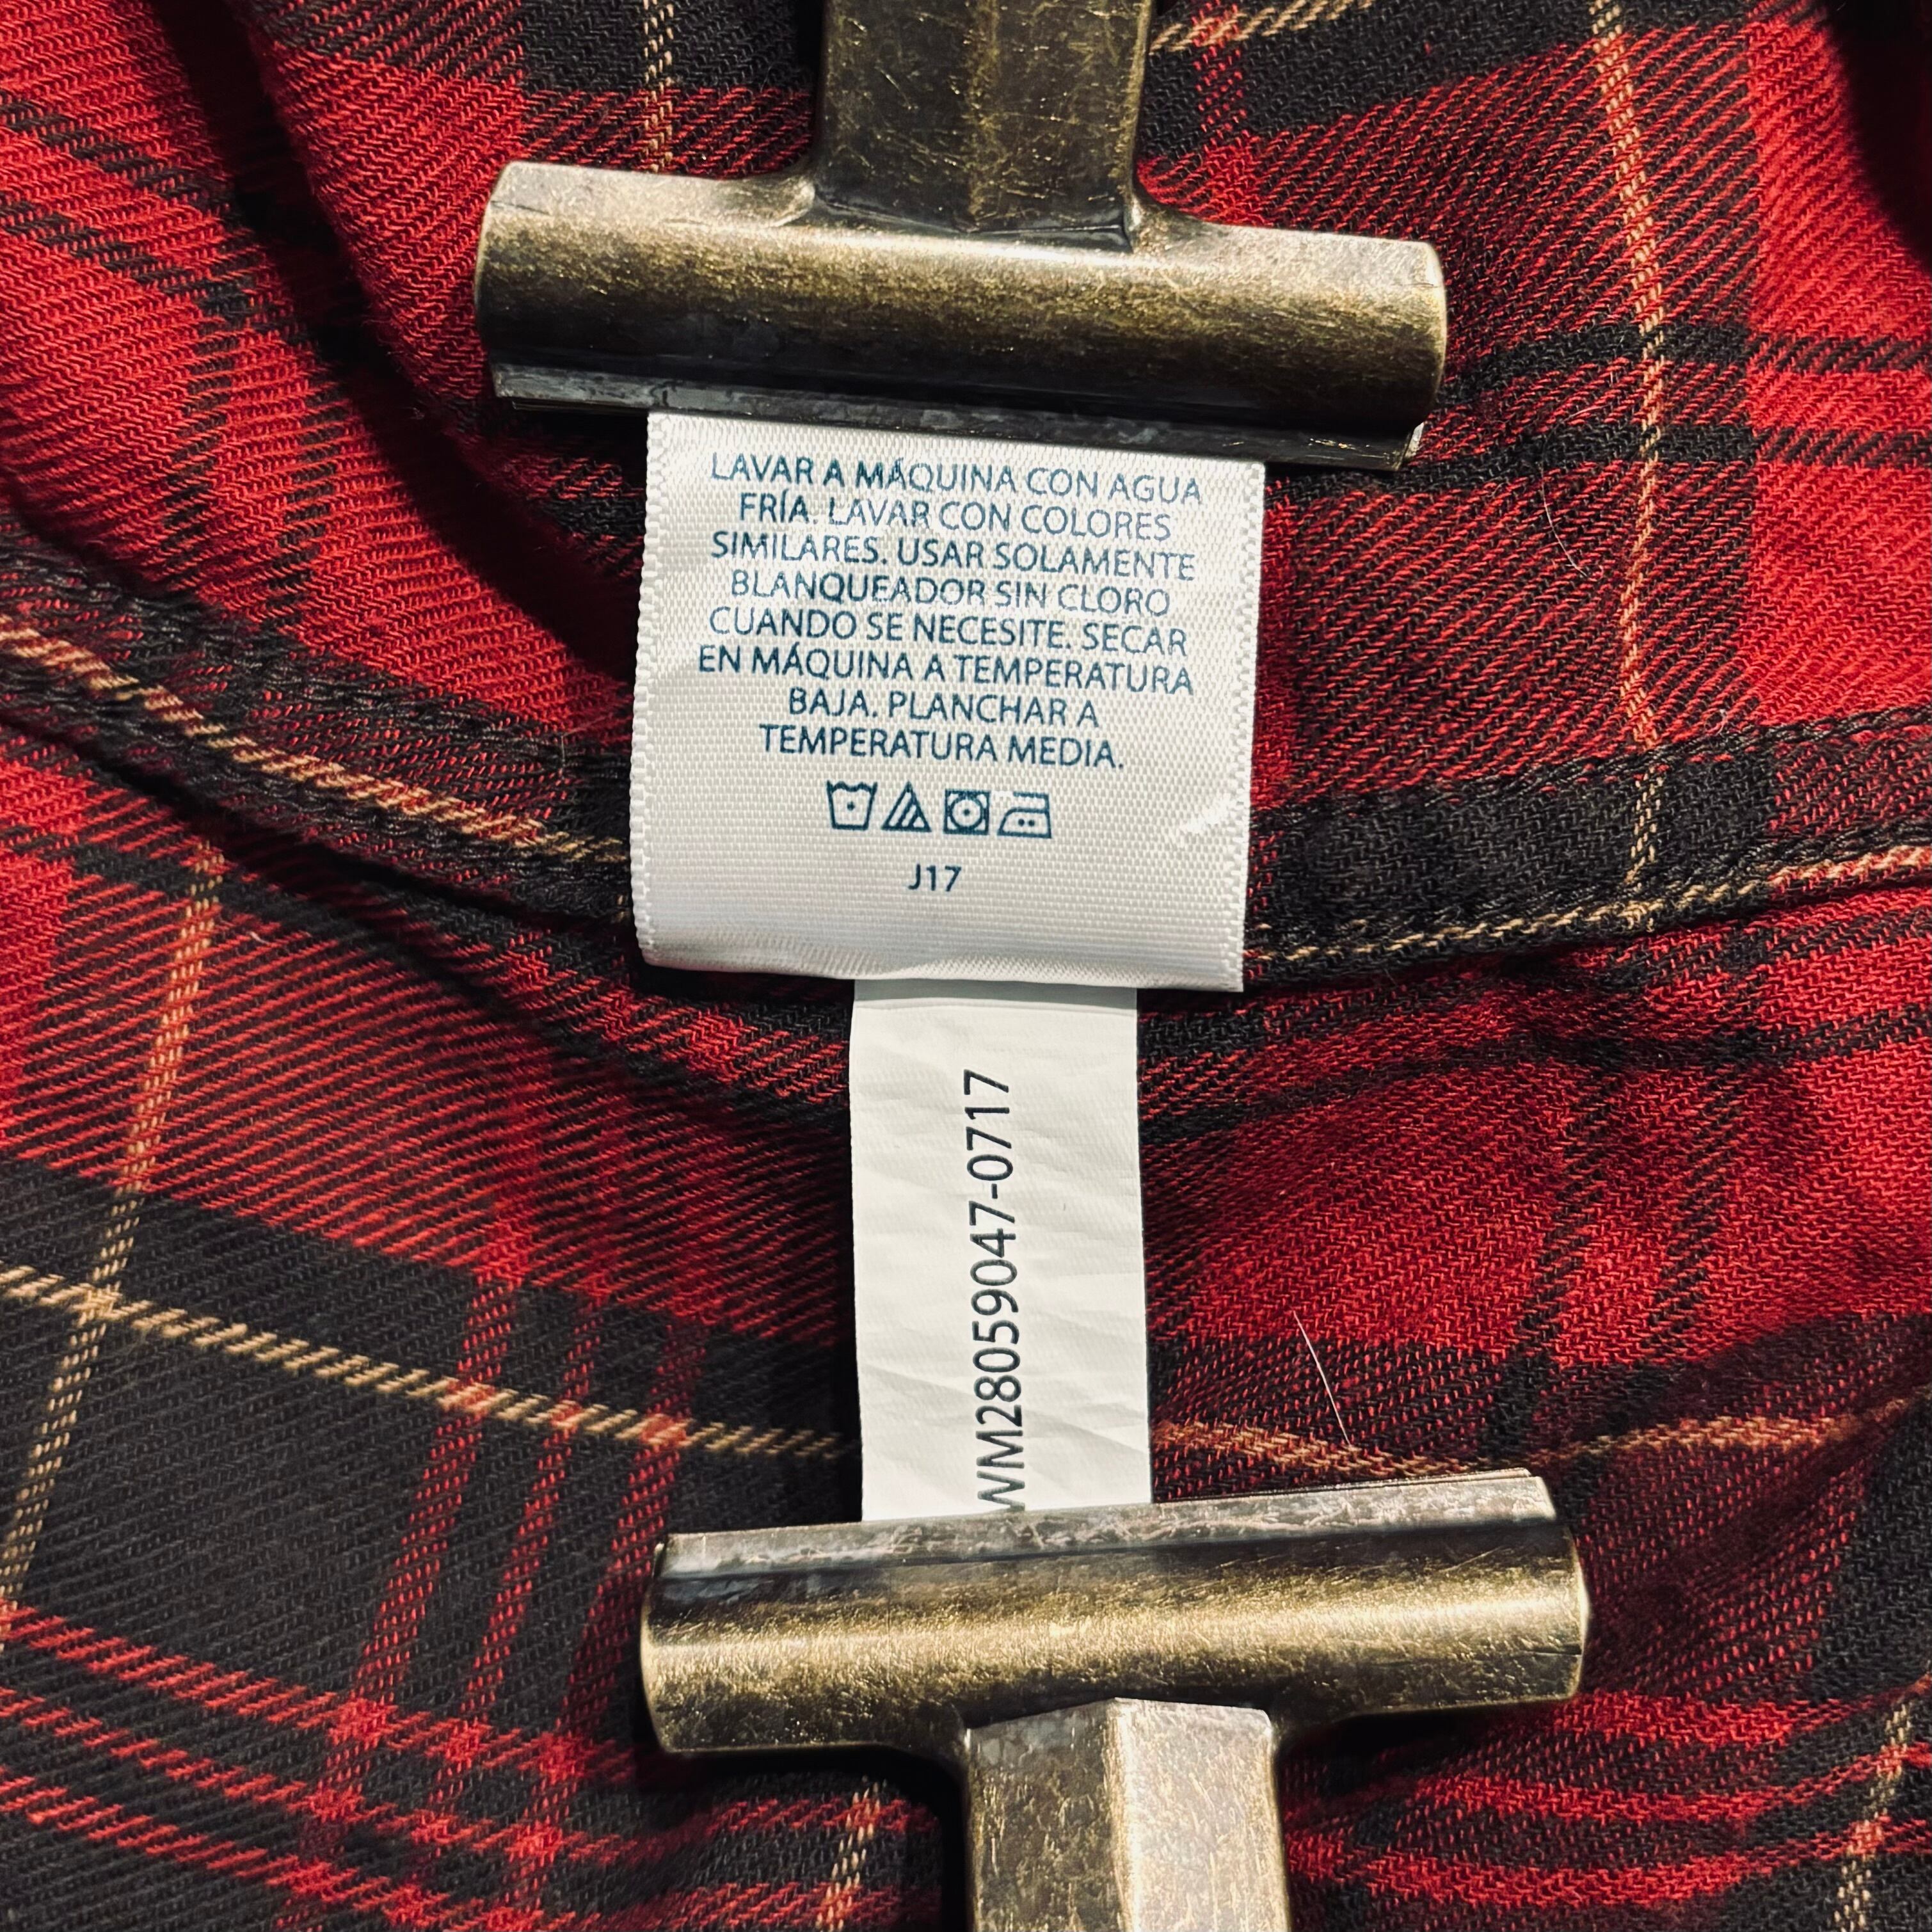 LAVAR A MÁQUINA CON AGUA
FRÍA. LAVAR CON COLORES
SIMILARES. USAR SOLAMENTE
BLANQUEADOR SIN CLORO
CUANDO SE NECESITE. SECAR
EN MÁQUINA A TEMPERATURA
BAJA. PLANCHAR A
TEMPERATURA MEDIA.
J17
WM28059047-0717